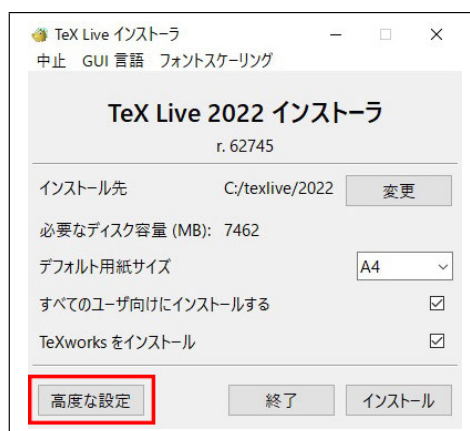 TeX Live インストーラ
中止 GUI 言語 フォントスケーリング
TeX Live 2022 インストーラ
r. 62745
インストール先 C:/texlive/2022 変更
必要なディスク容量 (MB): 7462
デフォルト用紙サイズ A4
すべてのユーザ向けにインストールする
TeXworks をインストール
高度な設定 終了 インストール